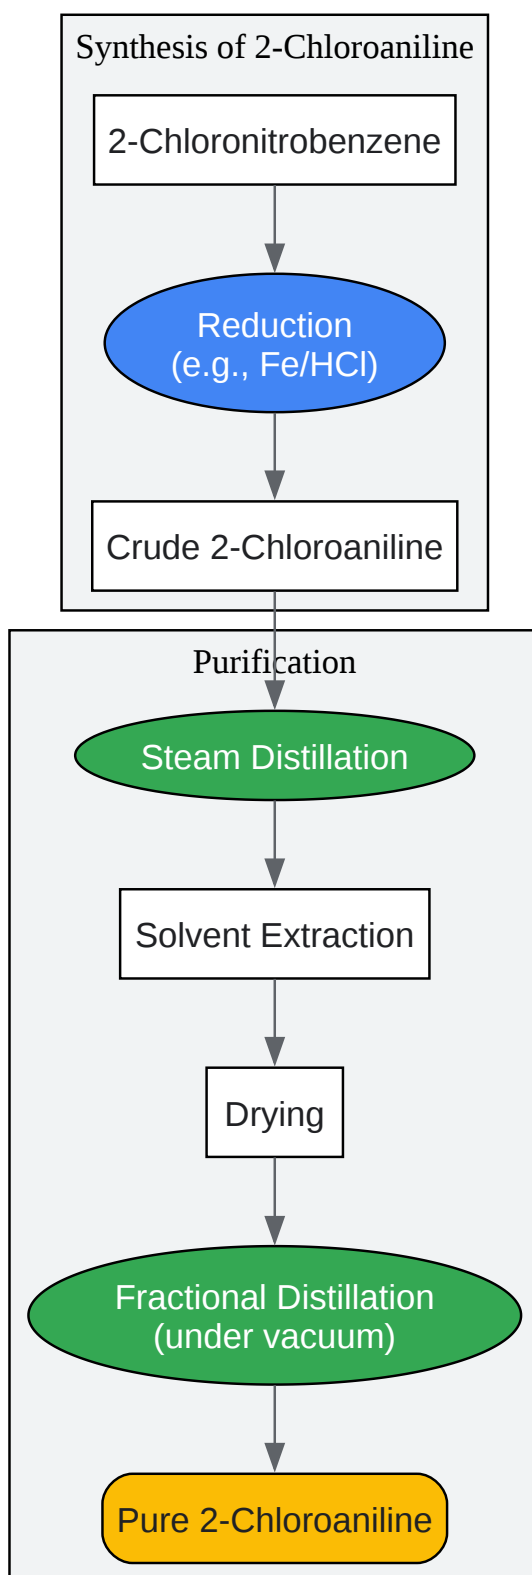 Synthesis of 2-Chloroaniline
2-Chloronitrobenzene
Reduction
(e.g., Fe/HCl)
Crude 2-Chloroaniline
Purification
Steam Distillation
Solvent Extraction
Drying
Fractional Distillation
(under vacuum)
Pure 2-Chloroaniline